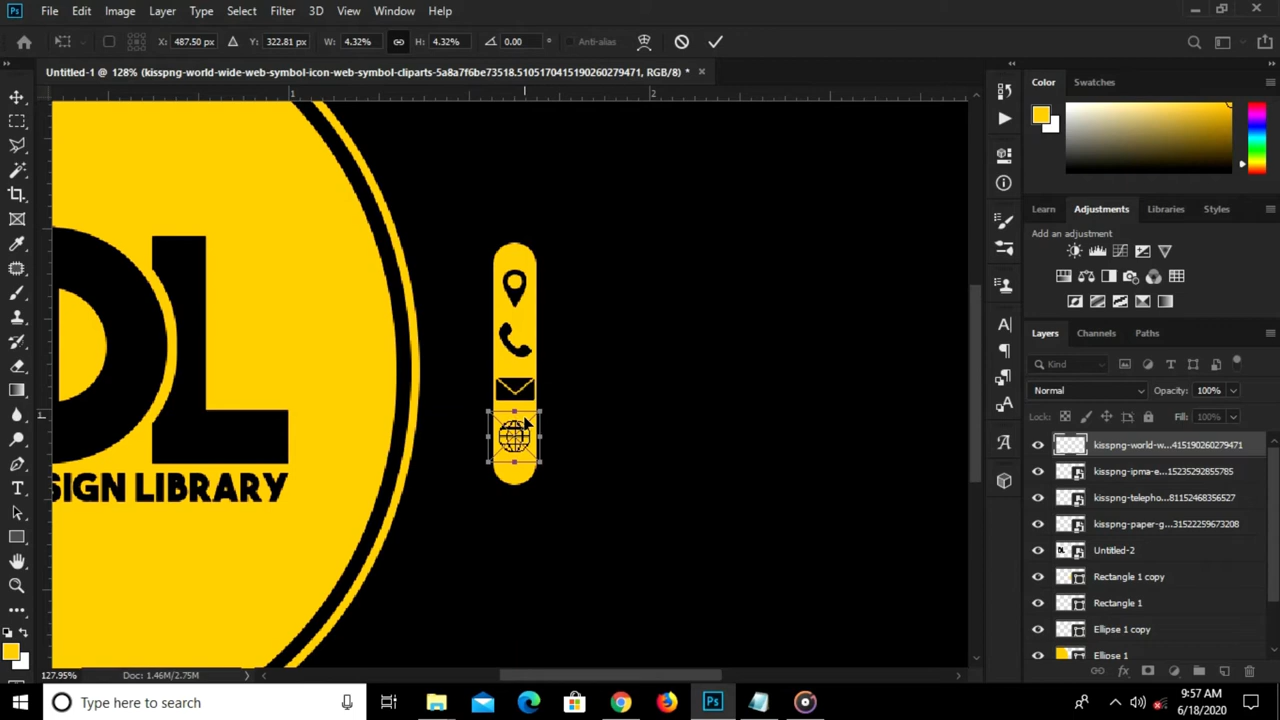 Ps File Edit Image Layer Type Select Filter 3D View Window Help
X: 487.50 px Y: 322.81 px W: 4.32% H: 4.32% 0.00 ° Anti-alias
Untitled-1 @ 128% (kisspng-world-wide-web-symbol-icon-web-symbol-cliparts-5a8a7f6be73518.5105170415190260279471, RGB/8) *
1 2
1
DL
SIGN LIBRARY
Color Swatches
Learn Adjustments Libraries Styles
Add an adjustment
Layers Channels Paths
Kind
Normal Opacity: 100%
Lock: Fill: 100%
kisspng-world-w...415190260279471
kisspng-ipma-e...15235292855785
kisspng-telepho...81152468356527
kisspng-paper-g...31522259673208
Untitled-2
Rectangle 1 copy
Rectangle 1
Ellipse 1 copy
Ellipse 1
127.95% Doc: 1.46M/2.75M
Type here to search
Ps
9:57 AM
6/18/2020